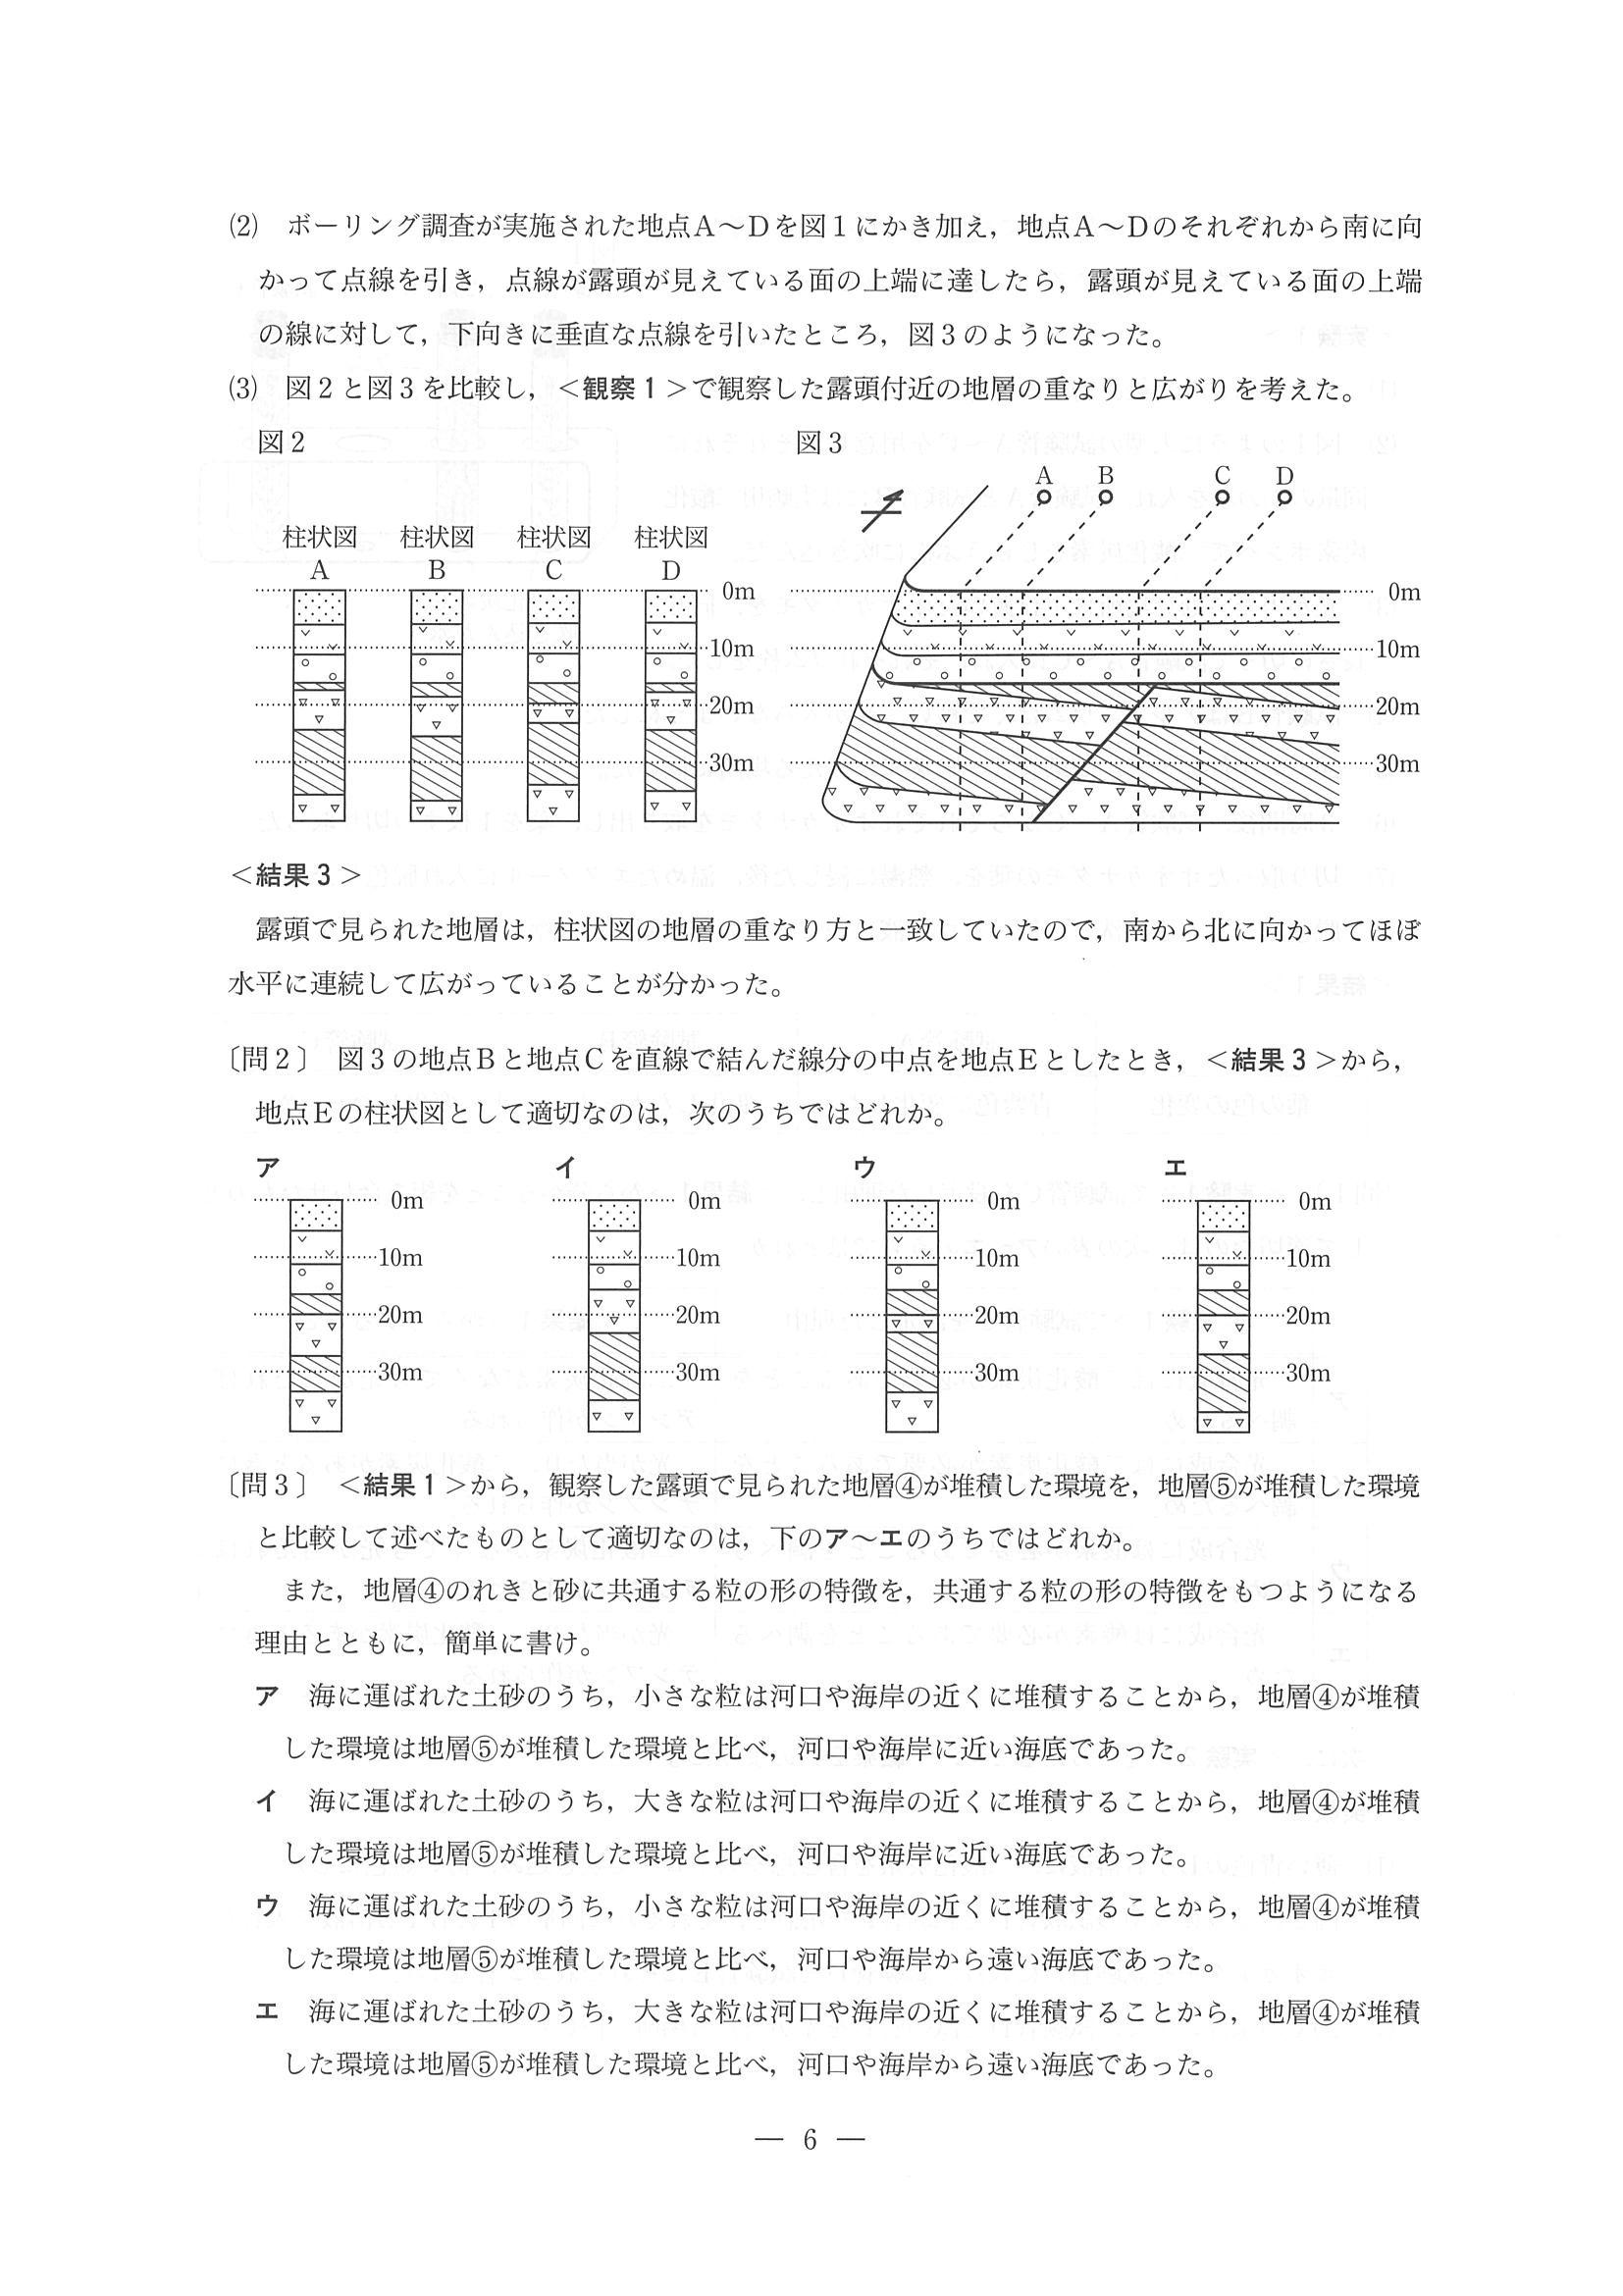 (2) ボーリング調査が実施された地点A～Dを図1にかき加え，地点A～Dのそれぞれから南に向
かって点線を引き，点線が露頭が見えている面の上端に達したら，露頭が見えている面の上端
の線に対して，下向きに垂直な点線を引いたところ，図3のようになった。
(3) 図2と図3を比較し，＜観察1＞で観察した露頭付近の地層の重なりと広がりを考えた。
図2
柱状図 柱状図 柱状図 柱状図
A B C D
0m
10m
20m
30m
図3
A B C D
0m
10m
20m
30m
＜結果3＞
露頭で見られた地層は，柱状図の地層の重なり方と一致していたので，南から北に向かってほぼ
水平に連続して広がっていることが分かった。
〔問2〕 図3の地点Bと地点Cを直線で結んだ線分の中点を地点Eとしたとき，＜結果3＞から，
地点Eの柱状図として適切なのは，次のうちではどれか。
ア イ ウ エ
0m 0m 0m 0m
10m 10m 10m 10m
20m 20m 20m 20m
30m 30m 30m 30m
〔問3〕 ＜結果1＞から，観察した露頭で見られた地層④が堆積した環境を，地層⑤が堆積した環境
と比較して述べたものとして適切なのは，下のア～エのうちではどれか。
また，地層④のれきと砂に共通する粒の形の特徴を，共通する粒の形の特徴をもつようになる
理由とともに，簡単に書け。
ア 海に運ばれた土砂のうち，小さな粒は河口や海岸の近くに堆積することから，地層④が堆積
した環境は地層⑤が堆積した環境と比べ，河口や海岸に近い海底であった。
イ 海に運ばれた土砂のうち，大きな粒は河口や海岸の近くに堆積することから，地層④が堆積
した環境は地層⑤が堆積した環境と比べ，河口や海岸に近い海底であった。
ウ 海に運ばれた土砂のうち，小さな粒は河口や海岸の近くに堆積することから，地層④が堆積
した環境は地層⑤が堆積した環境と比べ，河口や海岸から遠い海底であった。
エ 海に運ばれた土砂のうち，大きな粒は河口や海岸の近くに堆積することから，地層④が堆積
した環境は地層⑤が堆積した環境と比べ，河口や海岸から遠い海底であった。
— 6 —